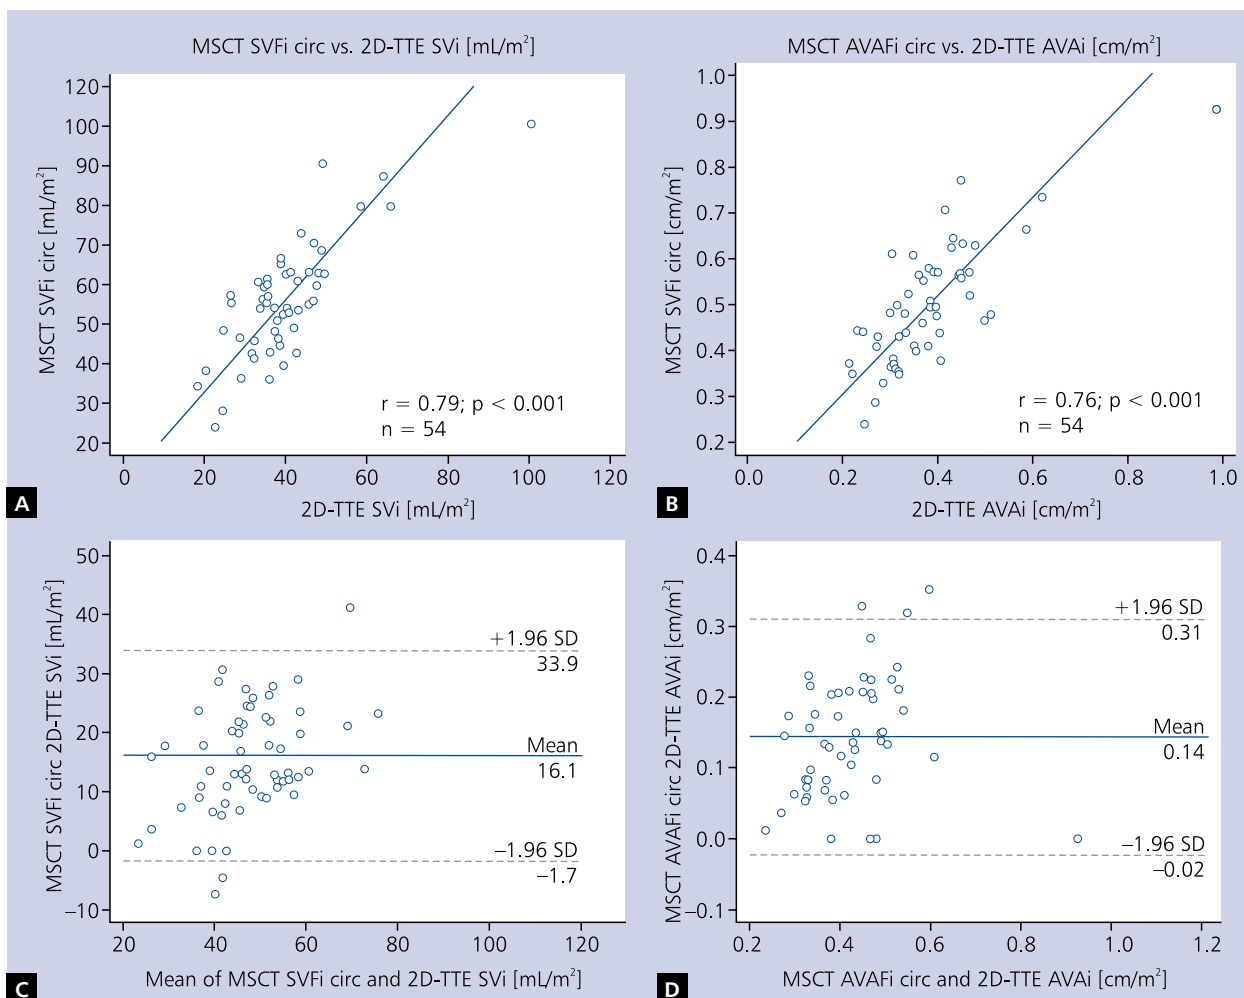 MSCT SVFi circ vs. 2D-TTE SVi [mL/m²]
120
100
90
80
70
60
50
40
30
20
MSCT SVFi circ [mL/m²]
r = 0.79; p < 0.001
n = 54
0 20 40 60 80 100 120
2D-TTE SVi [mL/m²]
A
MSCT AVAFi circ vs. 2D-TTE AVAi [cm/m²]
1.0
0.9
0.8
0.7
0.6
0.5
0.4
0.3
0.2
MSCT SVFi circ [cm/m²]
r = 0.76; p < 0.001
n = 54
0.0 0.2 0.4 0.6 0.8 1.0
2D-TTE AVAi [cm/m²]
B
50
40
30
20
10
0
−10
MSCT SVFi circ 2D-TTE SVi [mL/m²]
+1.96 SD
33.9
Mean
16.1
−1.96 SD
−1.7
20 40 60 80 100 120
Mean of MSCT SVFi circ and 2D-TTE SVi [mL/m²]
C
0.4
0.3
0.2
0.1
0.0
−0.1
MSCT AVAFi circ 2D-TTE AVAi [cm/m²]
+1.96 SD
0.31
Mean
0.14
−1.96 SD
−0.02
0.2 0.4 0.6 0.8 1.0 1.2
MSCT AVAFi circ and 2D-TTE AVAi [cm/m²]
D